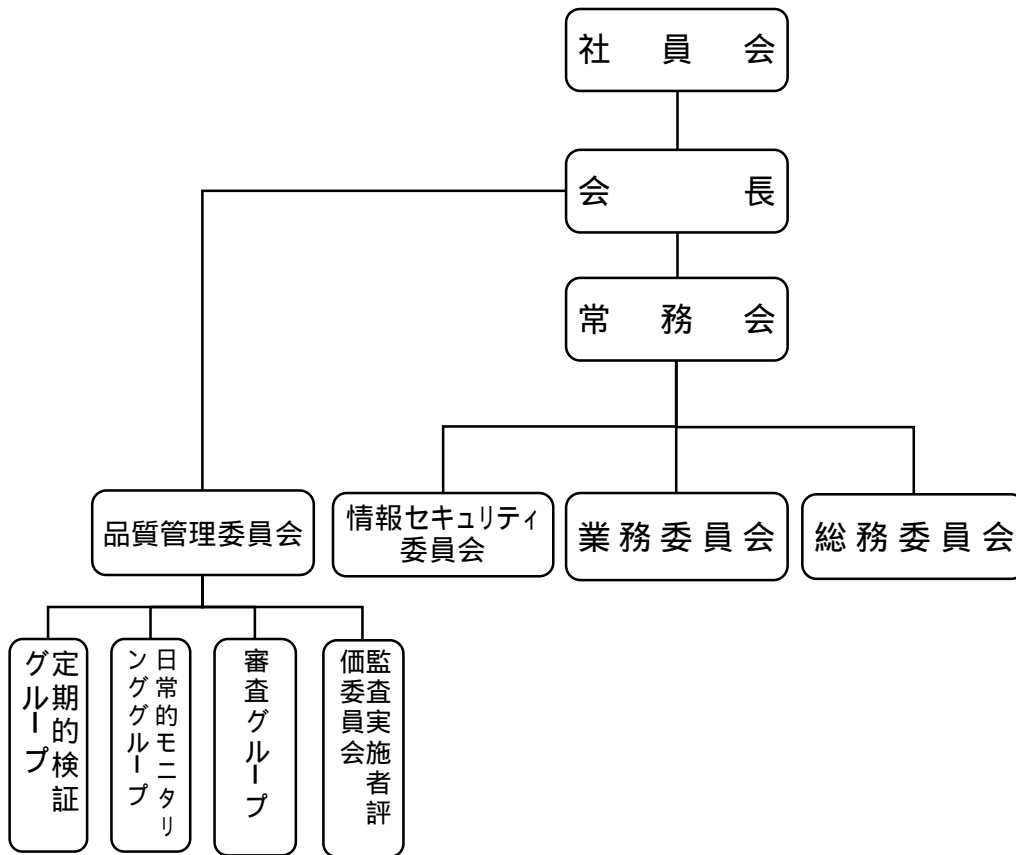 社員会
会長
常務会
品質管理委員会
情報セキュリティ
委員会
業務委員会
総務委員会
定期的検証
グループ
日常的モニタリ
ンググループ
審査グループ
監査実施者評
価委員会